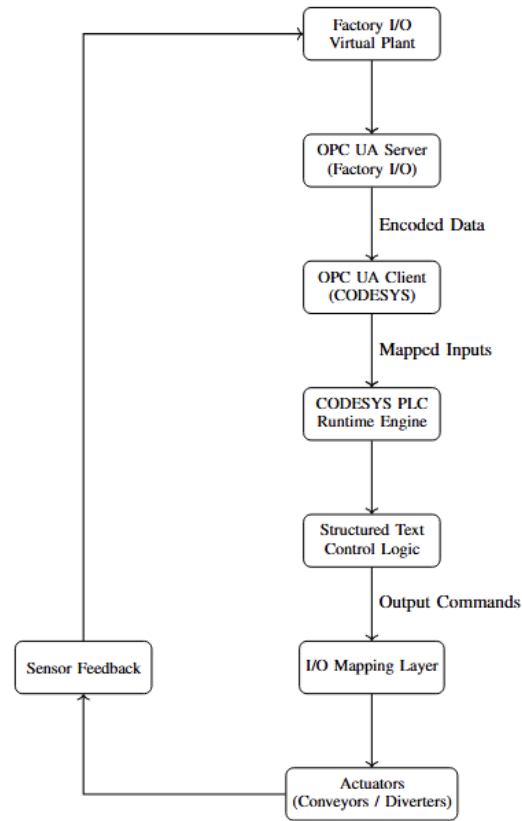 Factory I/O
Virtual Plant
OPC UA Server
(Factory I/O)
Encoded Data
OPC UA Client
(CODESYS)
Mapped Inputs
CODESYS PLC
Runtime Engine
Structured Text
Control Logic
Output Commands
Sensor Feedback
I/O Mapping Layer
Actuators
(Conveyors / Diverters)